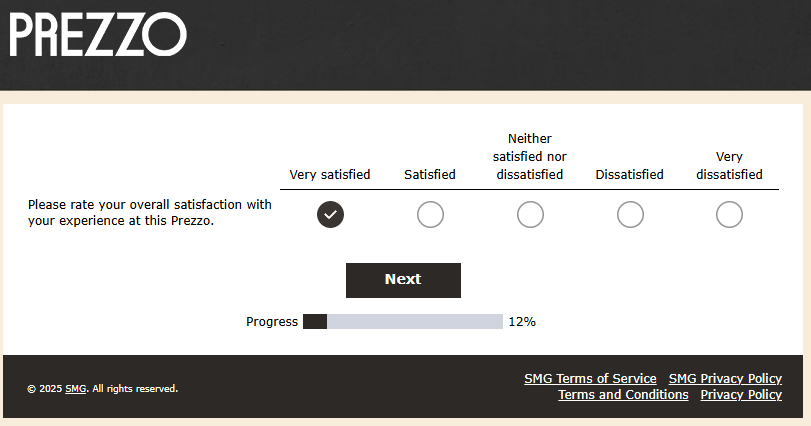 PREZZO
Neither
satisfied nor
dissatisfied
Very
dissatisfied
Very satisfied
Satisfied
Dissatisfied
Please rate your overall satisfaction with
your experience at this Prezzo.
Next
Progress
12%
© 2025 SMG. All rights reserved.
SMG Terms of Service
SMG Privacy Policy
Terms and Conditions
Privacy Policy